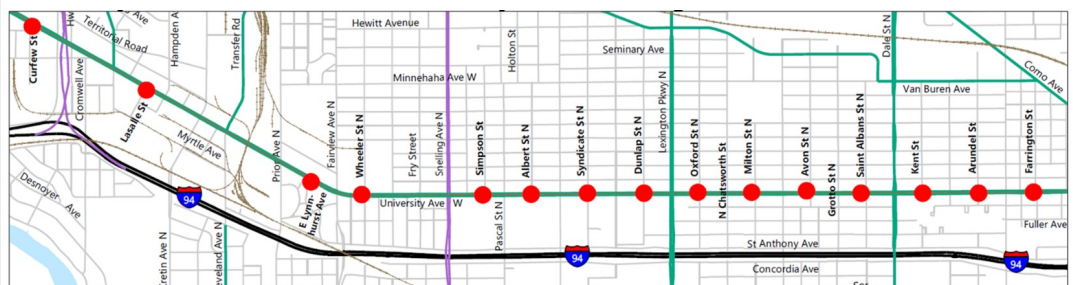 Hewitt Avenue
Territorial Road
Hampden A
Transfer Rd
Holton St
Seminary Ave
Dale St N
Como Ave
Curfew St
Cromwell Ave
Lasalle St
Myrtle Ave
Prior Ave N
Fairview Ave N
Minnehaha Ave W
Van Buren Ave
E Lynn-
hurst Ave
Wheeler St N
Fry Street
Snelling Ave N
Simpson St
Albert St N
Syndicate St N
Dunlap St N
Lexington Pkwy N
Oxford St N
N Chatsworth St
Milton St N
Avon St N
Grotto St N
Saint Albans St N
Kent St
Arundel St
Farrington St
University Ave W
Pascal St N
Desnoyer Ave
94
94
94
St Anthony Ave
Concordia Ave
Fuller Ave
retin Ave N
eveland Ave N